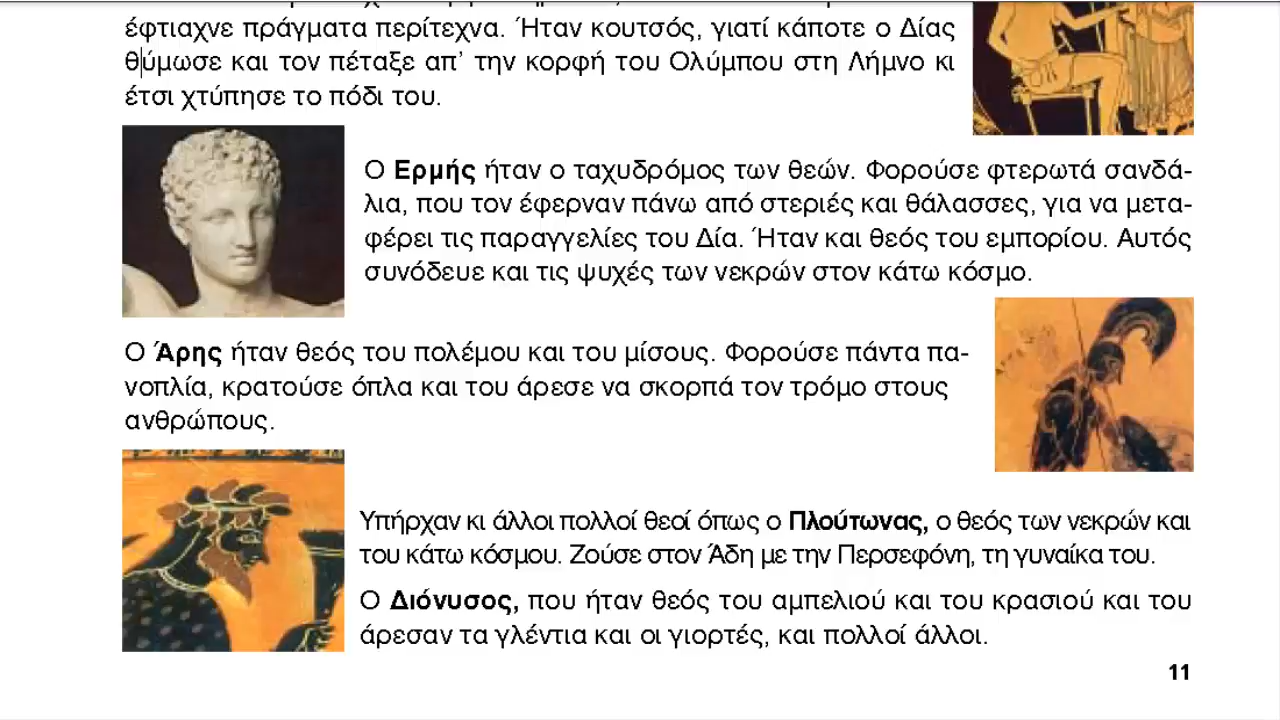 έφτιαχνε πράγματα περίτεχνα. Ήταν κουτσός, γιατί κάποτε ο Δίας
θύμωσε και τον πέταξε απ’ την κορφή του Ολύμπου στη Λήμνο κι
έτσι χτύπησε το πόδι του.
Ο Ερμής ήταν ο ταχυδρόμος των θεών. Φορούσε φτερωτά σανδά-
λια, που τον έφερναν πάνω από στεριές και θάλασσες, για να μετα-
φέρει τις παραγγελίες του Δία. Ήταν και θεός του εμπορίου. Αυτός
συνόδευε και τις ψυχές των νεκρών στον κάτω κόσμο.
Ο Άρης ήταν θεός του πολέμου και του μίσους. Φορούσε πάντα πα-
νοπλία, κρατούσε όπλα και του άρεσε να σκορπά τον τρόμο στους
ανθρώπους.
Υπήρχαν κι άλλοι πολλοί θεοί όπως ο Πλούτωνας, ο θεός των νεκρών και
του κάτω κόσμου. Ζούσε στον Άδη με την Περσεφόνη, τη γυναίκα του.
Ο Διόνυσος, που ήταν θεός του αμπελιού και του κρασιού και του
άρεσαν τα γλέντια και οι γιορτές, και πολλοί άλλοι.
11